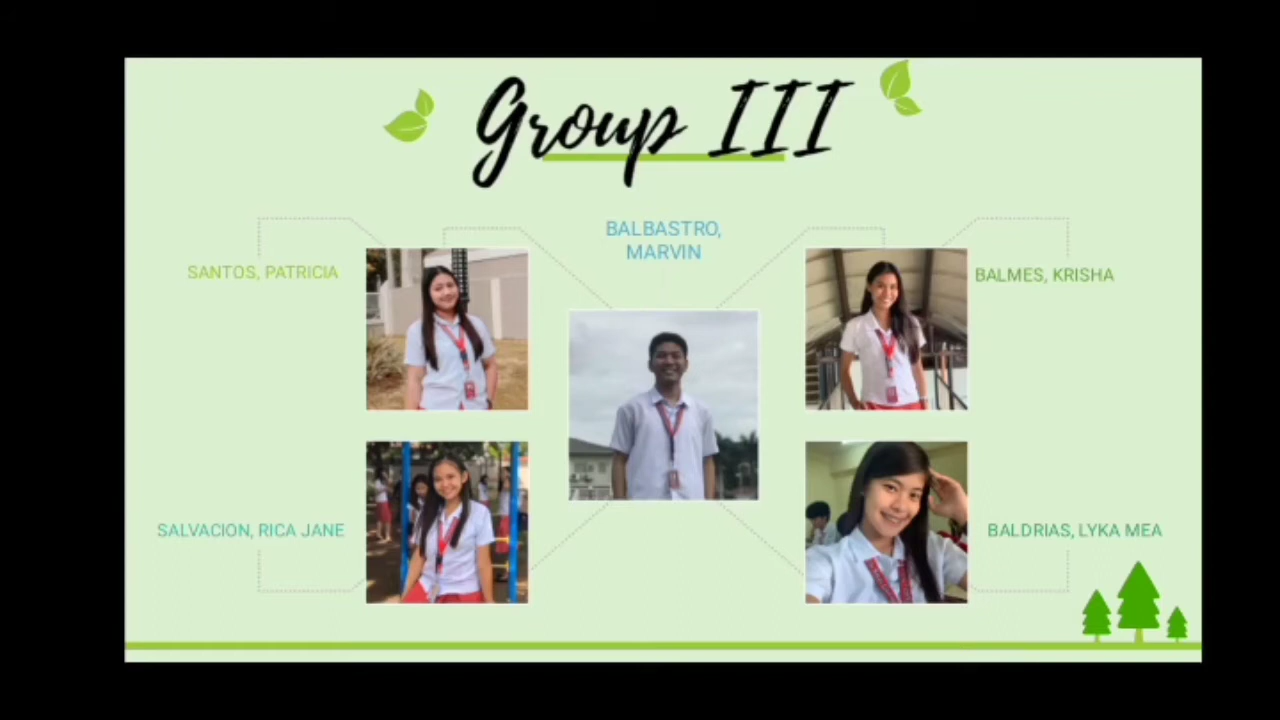 Group III
BALBASTRO,
MARVIN
SANTOS, PATRICIA
BALMES, KRISHA
SALVACION, RICA JANE
BALDRIAS, LYKA MEA